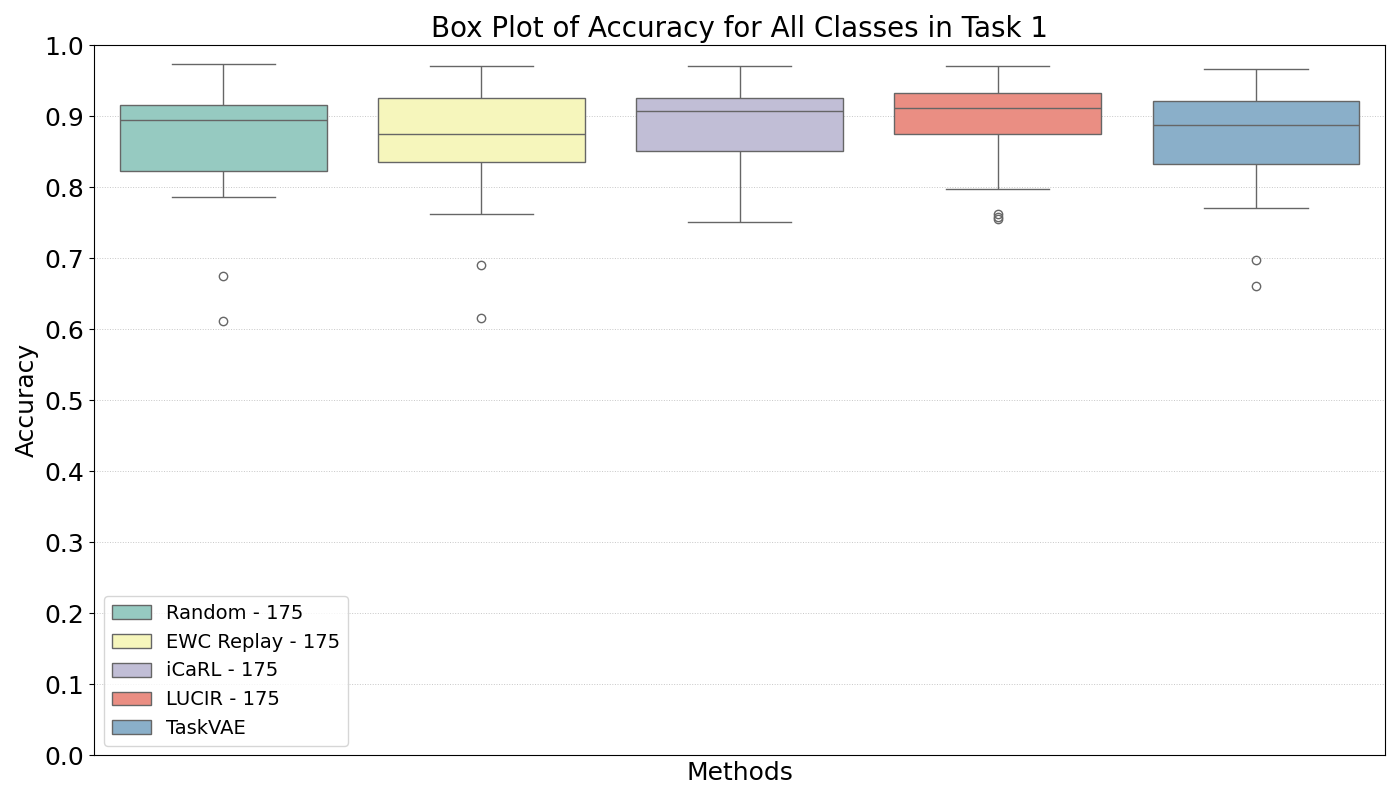 Box Plot of Accuracy for All Classes in Task 1
1.0
0.9
0.8
0.7
0.6
0.5
0.4
0.3
0.2
0.1
0.0
Accuracy
Random - 175
EWC Replay - 175
iCaRL - 175
LUCIR - 175
TaskVAE
Methods